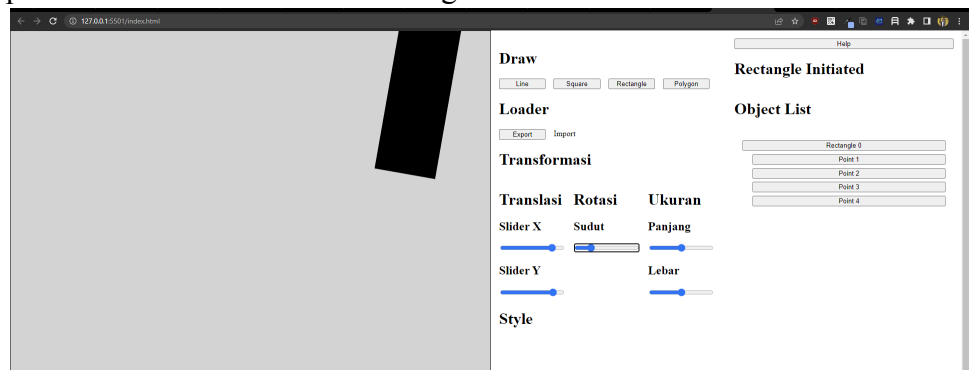 127.0.0.1:5501/index.html
Draw
Line Square Rectangle Polygon
Loader
Export Import
Transformasi
Translasi Rotasi Ukuran
Slider X Sudut Panjang
Slider Y Lebar
Style
Help
Rectangle Initiated
Object List
Rectangle 0
Point 1
Point 2
Point 3
Point 4